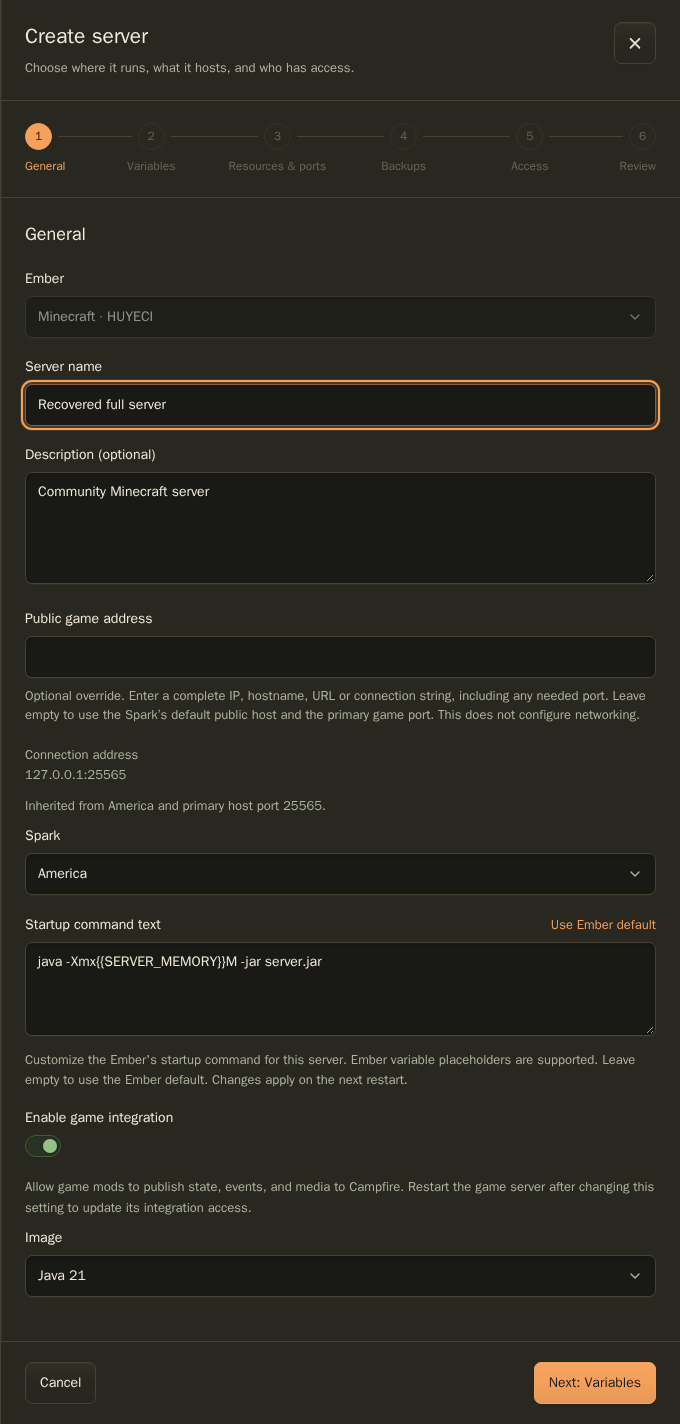 Create server
Choose where it runs, what it hosts, and who has access.
1
2
3
4
5
6
General
Variables
Resources & ports
Backups
Access
Review
General
Ember
Minecraft · HUYECI
Server name
Recovered full server
Description (optional)
Community Minecraft server
Public game address
Optional override. Enter a complete IP, hostname, URL or connection string, including any needed port. Leave
empty to use the Spark's default public host and the primary game port. This does not configure networking.
Connection address
127.0.0.1:25565
Inherited from America and primary host port 25565.
Spark
America
Startup command text
Use Ember default
java -Xmx{{SERVER_MEMORY}}M -jar server.jar
Customize the Ember's startup command for this server. Ember variable placeholders are supported. Leave
empty to use the Ember default. Changes apply on the next restart.
Enable game integration
Allow game mods to publish state, events, and media to Campfire. Restart the game server after changing this
setting to update its integration access.
Image
Java 21
Cancel
Next: Variables